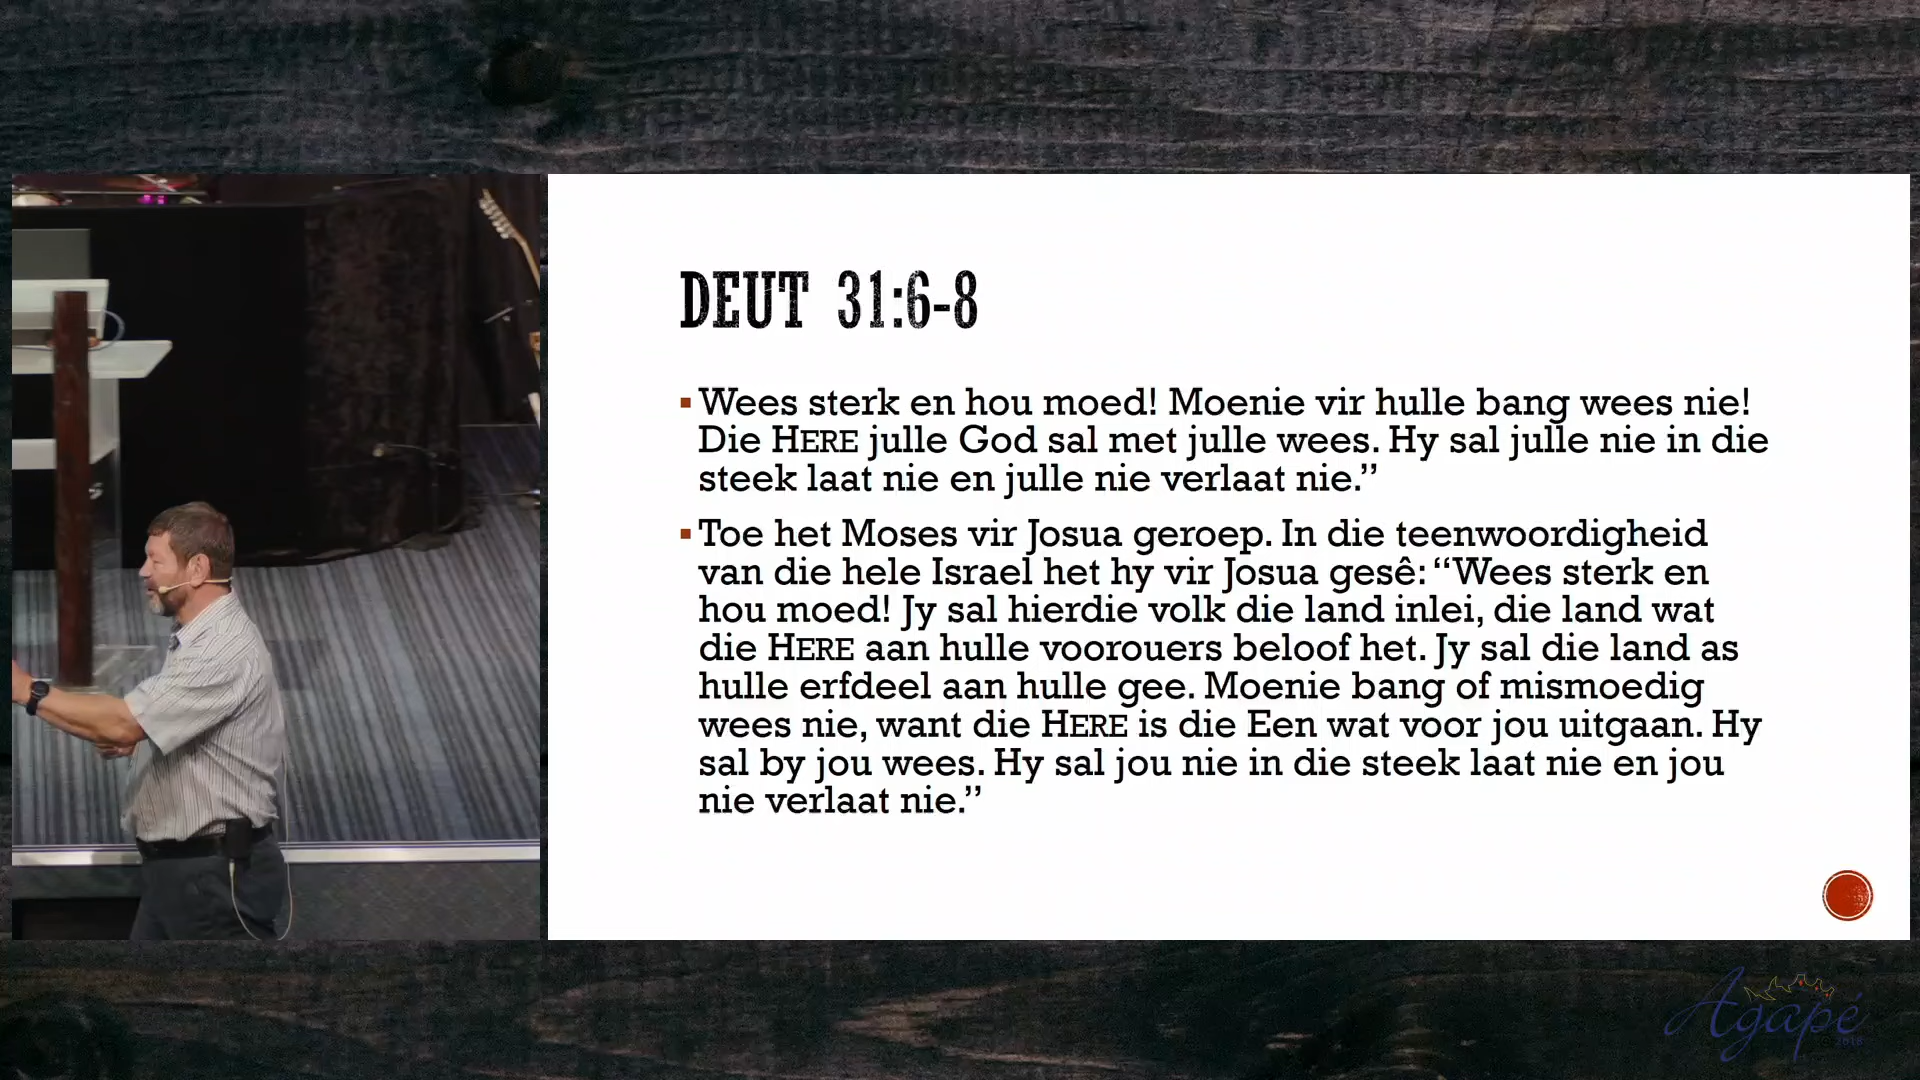 DEUT 31:6-8
▪ Wees sterk en hou moed! Moenie vir hulle bang wees nie!
Die HERE julle God sal met julle wees. Hy sal julle nie in die
steek laat nie en julle nie verlaat nie.”
▪ Toe het Moses vir Josua geroep. In die teenwoordigheid
van die hele Israel het hy vir Josua gesê: “Wees sterk en
hou moed! Jy sal hierdie volk die land inlei, die land wat
die HERE aan hulle voorouers beloof het. Jy sal die land as
hulle erfdeel aan hulle gee. Moenie bang of mismoedig
wees nie, want die HERE is die Een wat voor jou uitgaan. Hy
sal by jou wees. Hy sal jou nie in die steek laat nie en jou
nie verlaat nie.”
Agapé
2018